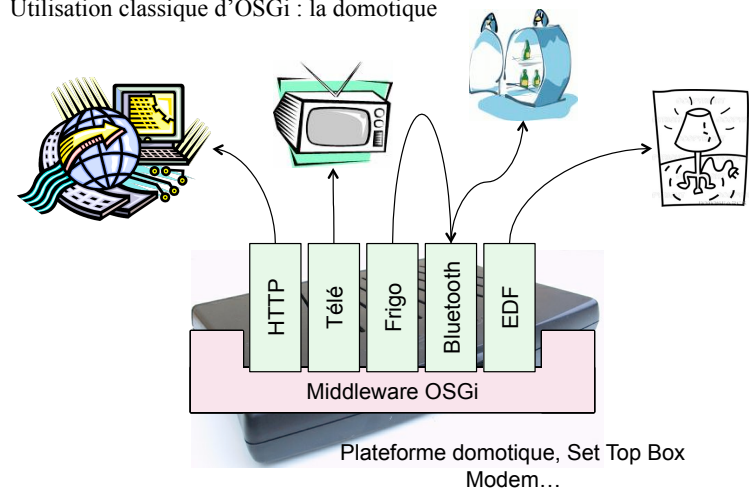 Utilisation classique d'OSGi : la domotique
HTTP
Télé
Frigo
Bluetooth
EDF
Middleware OSGi
Plateforme domotique, Set Top Box
Modem…